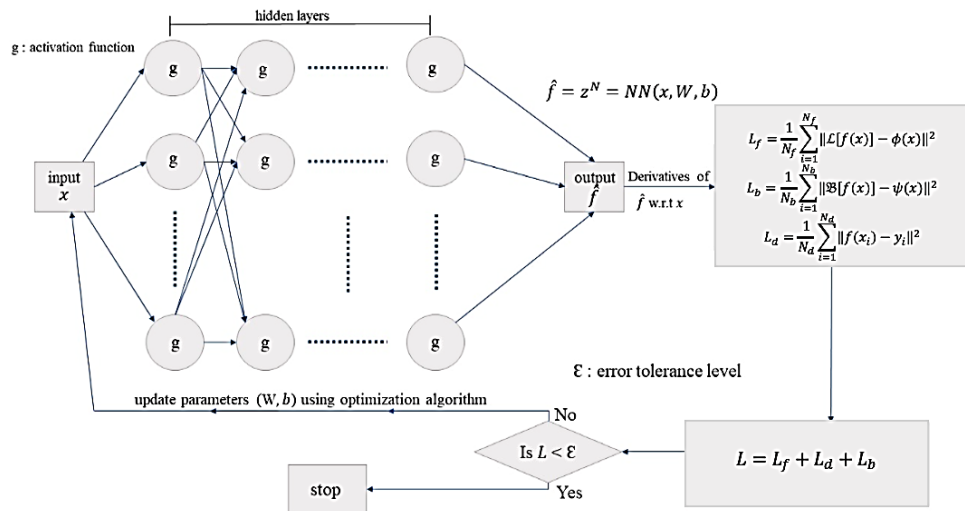 hidden layers
g : activation function
g g g
g g g
g g g
input
x
f̂ = z^N = NN(x, W, b)
output
f̂
Derivatives of
f̂ w.r.t x
L_f = 1/N_f ∑_{i=1}^{N_f} ‖ℒ[f(x)] − ϕ(x)‖²
L_b = 1/N_b ∑_{i=1}^{N_b} ‖𝔅[f(x)] − ψ(x)‖²
L_d = 1/N_d ∑_{i=1}^{N_d} ‖f(x_i) − y_i‖²
Ɛ : error tolerance level
update parameters (W, b) using optimization algorithm
No
Is L < Ɛ
Yes
stop
L = L_f + L_d + L_b